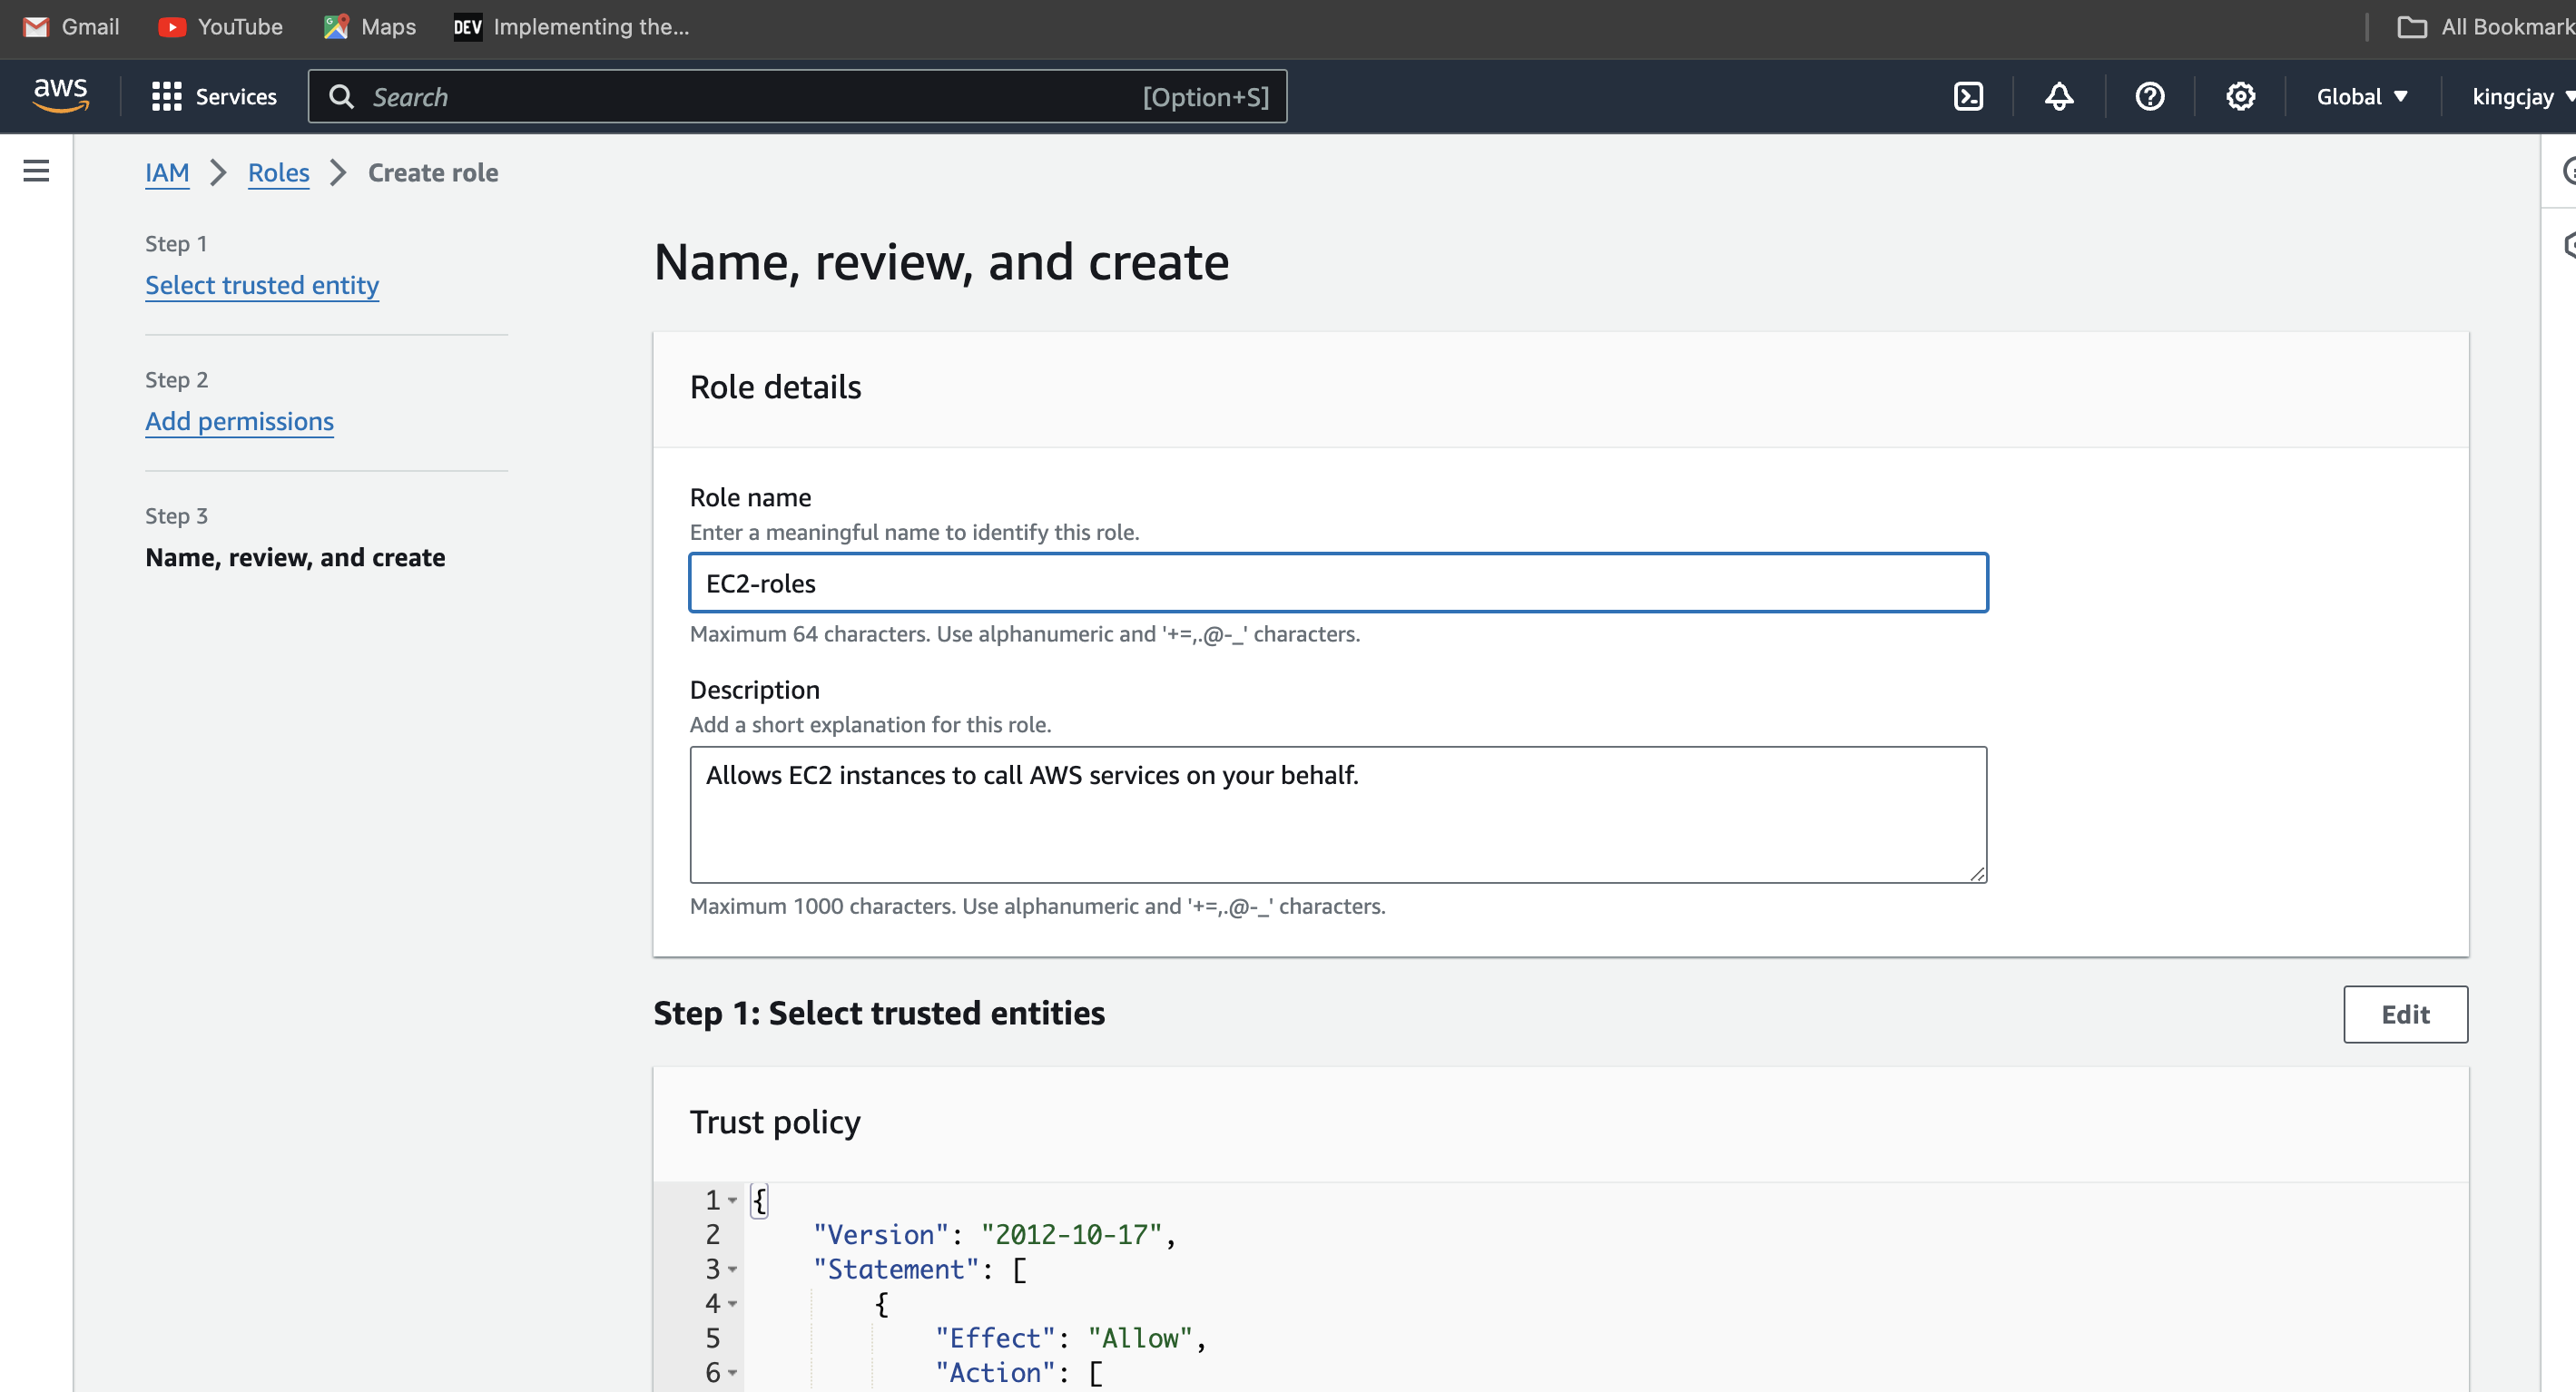 Gmail YouTube Maps DEV Implementing the... All Bookmark
aws Services Search [Option+S] Global kingcjay
IAM Roles Create role
Step 1
Select trusted entity
Step 2
Add permissions
Step 3
Name, review, and create
Name, review, and create
Role details
Role name
Enter a meaningful name to identify this role.
EC2-roles
Maximum 64 characters. Use alphanumeric and '+=,.@-_' characters.
Description
Add a short explanation for this role.
Allows EC2 instances to call AWS services on your behalf.
Maximum 1000 characters. Use alphanumeric and '+=,.@-_' characters.
Step 1: Select trusted entities Edit
Trust policy
1 {
2 "Version": "2012-10-17",
3 "Statement": [
4 {
5 "Effect": "Allow",
6 "Action": [